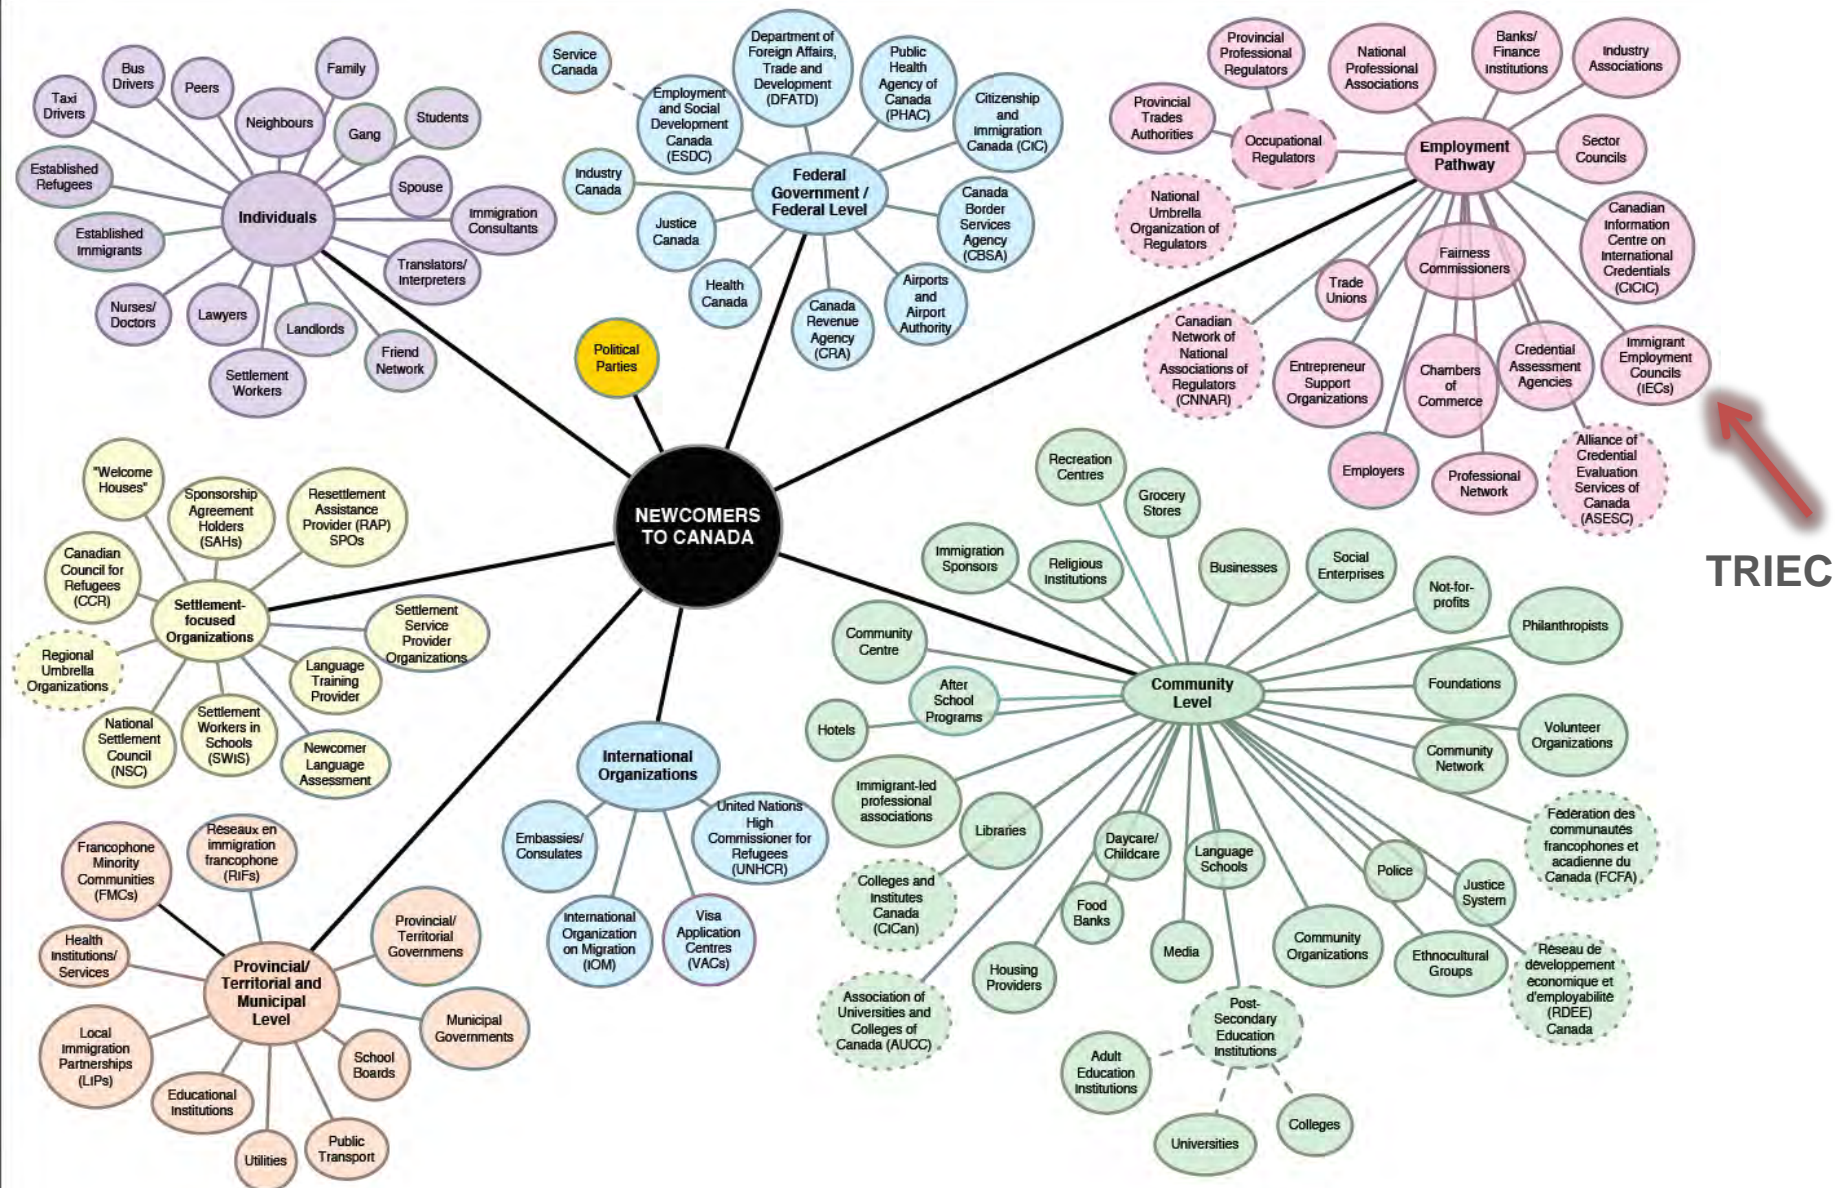 Bus
Drivers
Peers
Family
Taxi
Drivers
Neighbours
Gang
Students
Established
Refugees
Spouse
Individuals
Immigration
Consultants
Established
Immigrants
Translators/
Interpreters
Nurses/
Doctors
Lawyers
Landlords
Friend
Network
Settlement
Workers
Service
Canada
Department of
Foreign Affairs,
Trade and
Development
(DFATD)
Public
Health
Agency of
Canada
(PHAC)
Employment
and Social
Development
Canada
(ESDC)
Citizenship
and
Immigration
Canada (CIC)
Industry
Canada
Federal
Government /
Federal Level
Justice
Canada
Canada
Border
Services
Agency
(CBSA)
Health
Canada
Canada
Revenue
Agency
(CRA)
Airports
and
Airport
Authority
Political
Parties
Provincial
Professional
Regulators
National
Professional
Associations
Banks/
Finance
Institutions
Industry
Associations
Provincial
Trades
Authorities
Occupational
Regulators
Employment
Pathway
Sector
Councils
National
Umbrella
Organization of
Regulators
Fairness
Commissioners
Canadian
Information
Centre on
International
Credentials
(CICIC)
Trade
Unions
Canadian
Network of
National
Associations of
Regulators
(CNNAR)
Entrepreneur
Support
Organizations
Chambers
of
Commerce
Credential
Assessment
Agencies
Immigrant
Employment
Councils
(IECs)
Employers
Professional
Network
Alliance of
Credential
Evaluation
Services of
Canada
(ASESC)
TRIEC
NEWCOMERS
TO CANADA
"Welcome
Houses"
Sponsorship
Agreement
Holders
(SAHs)
Resettlement
Assistance
Provider (RAP)
SPOs
Canadian
Council for
Refugees
(CCR)
Settlement-
focused
Organizations
Settlement
Service
Provider
Organizations
Regional
Umbrella
Organizations
Language
Training
Provider
National
Settlement
Council
(NSC)
Settlement
Workers in
Schools
(SWIS)
Newcomer
Language
Assessment
Francophone
Minority
Communities
(FMCs)
Réseaux en
immigration
francophone
(RIFs)
Health
Institutions/
Services
Provincial/
Territorial
Governmens
Provincial/
Territorial and
Municipal
Level
Local
Immigration
Partnerships
(LIPs)
Municipal
Governments
School
Boards
Educational
Institutions
Utilities
Public
Transport
International
Organizations
Embassies/
Consulates
United Nations
High
Commissioner for
Refugees
(UNHCR)
International
Organization
on Migration
(IOM)
Visa
Application
Centres
(VACs)
Recreation
Centres
Grocery
Stores
Immigration
Sponsors
Religious
Institutions
Businesses
Social
Enterprises
Not-for-
profits
Philanthropists
Community
Centre
After
School
Programs
Community
Level
Foundations
Hotels
Volunteer
Organizations
Community
Network
Immigrant-led
professional
associations
Libraries
Daycare/
Childcare
Language
Schools
Police
Justice
System
Fédération des
communautés
francophones et
acadienne du
Canada (FCFA)
Colleges and
Institutes
Canada
(CICan)
Food
Banks
Media
Community
Organizations
Ethnocultural
Groups
Housing
Providers
Association of
Universities and
Colleges of
Canada (AUCC)
Post-
Secondary
Education
Institutions
Réseau de
développement
économique et
d'employabilité
(RDEE)
Canada
Adult
Education
Institutions
Universities
Colleges